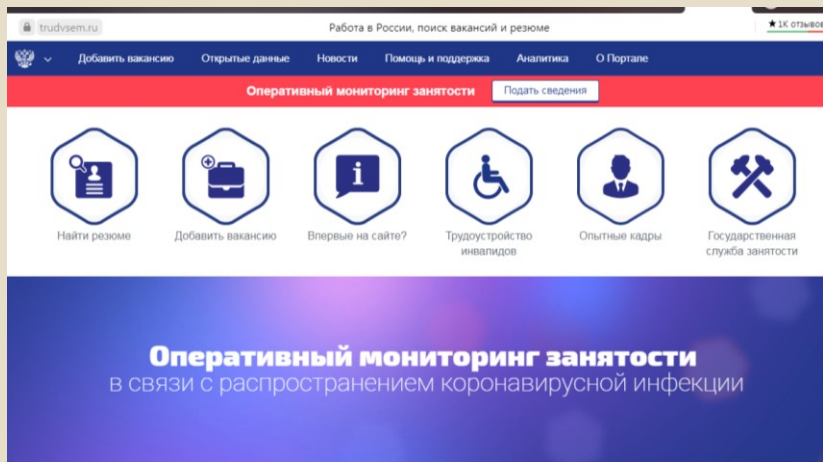 trudvsem.ru
Работа в России, поиск вакансий и резюме
★ 1K отзывов
Добавить вакансию
Открытые данные
Новости
Помощь и поддержка
Аналитика
О Портале
Оперативный мониторинг занятости
Подать сведения
Найти резюме
Добавить вакансию
Впервые на сайте?
Трудоустройство
инвалидов
Опытные кадры
Государственная
служба занятости
Оперативный мониторинг занятости
в связи с распространением коронавирусной инфекции